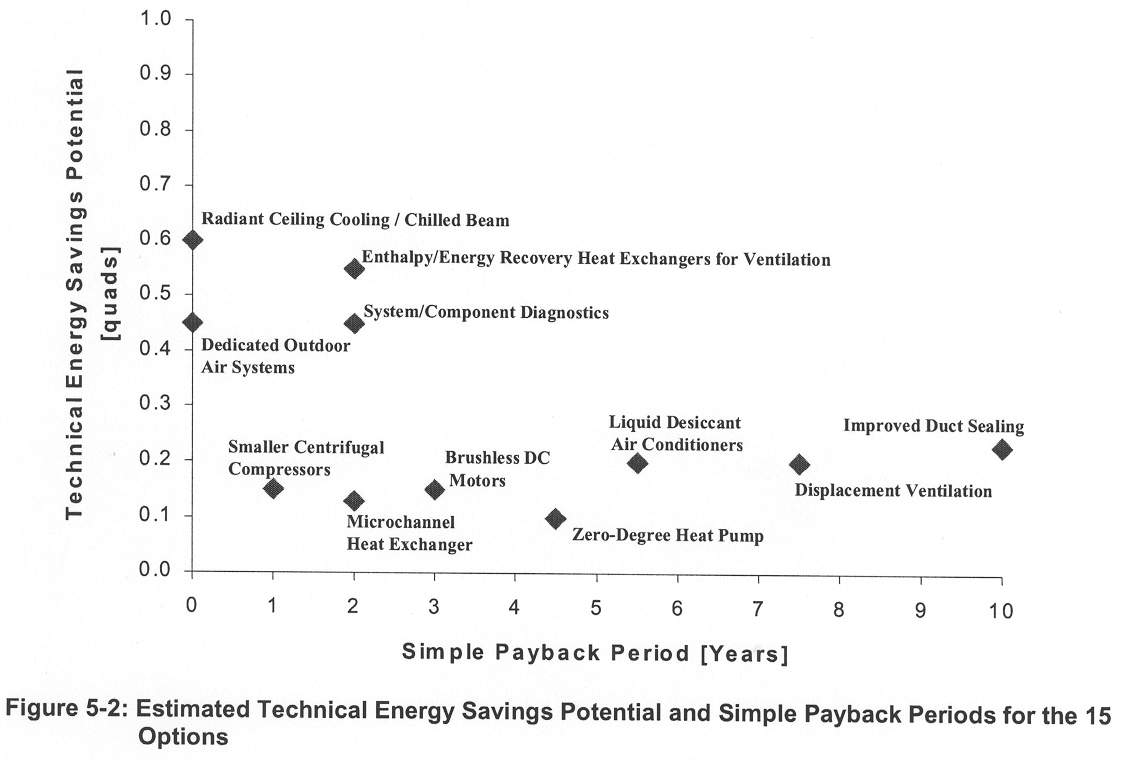 1.0
0.9
0.8
0.7
0.6
0.5
0.4
0.3
0.2
0.1
0.0
Technical Energy Savings Potential
[quads]
Radiant Ceiling Cooling / Chilled Beam
Enthalpy/Energy Recovery Heat Exchangers for Ventilation
System/Component Diagnostics
Dedicated Outdoor
Air Systems
Smaller Centrifugal
Compressors
Microchannel
Heat Exchanger
Brushless DC
Motors
Zero-Degree Heat Pump
Liquid Desiccant
Air Conditioners
Displacement Ventilation
Improved Duct Sealing
0 1 2 3 4 5 6 7 8 9 10
Simple Payback Period [Years]
Figure 5-2: Estimated Technical Energy Savings Potential and Simple Payback Periods for the 15
Options